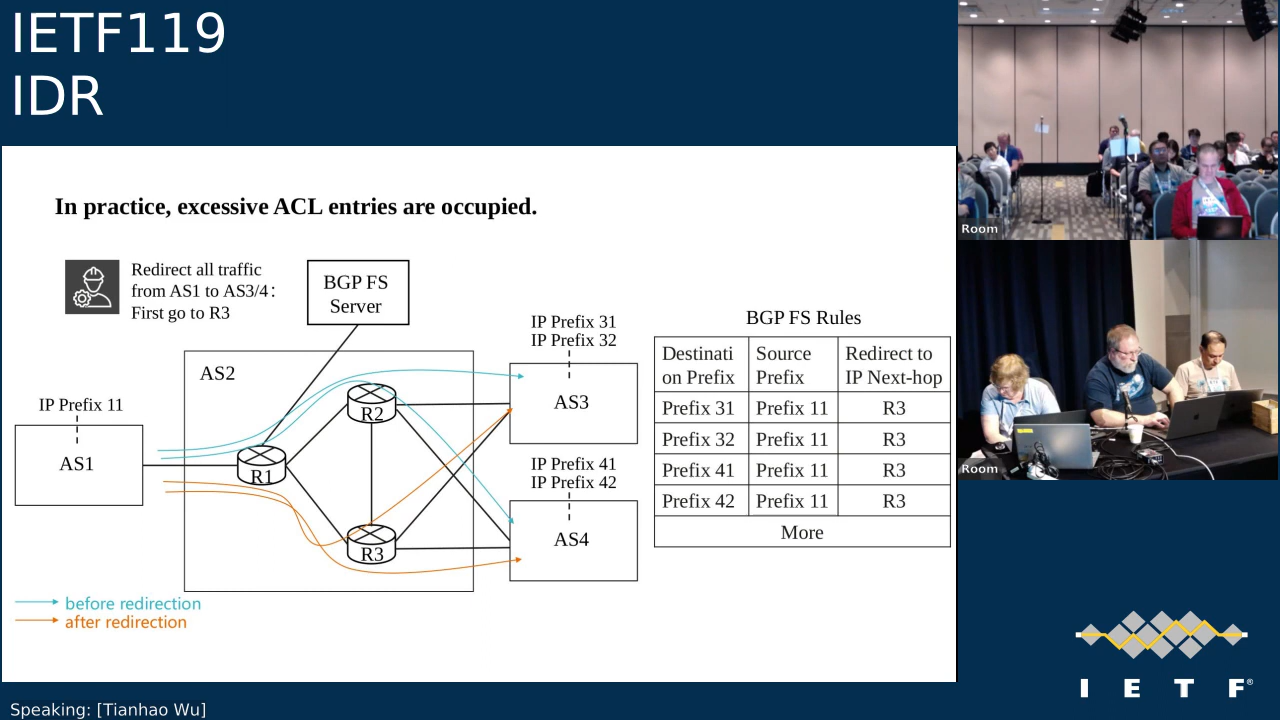 IETF119
IDR
In practice, excessive ACL entries are occupied.
Redirect all traffic
from AS1 to AS3/4：
First go to R3
BGP FS
Server
IP Prefix 31
IP Prefix 32
AS2
IP Prefix 11
AS1
R1
R2
R3
AS3
IP Prefix 41
IP Prefix 42
AS4
before redirection
after redirection
BGP FS Rules
Destinati
on Prefix
Source
Prefix
Redirect to
IP Next-hop
Prefix 31 Prefix 11 R3
Prefix 32 Prefix 11 R3
Prefix 41 Prefix 11 R3
Prefix 42 Prefix 11 R3
More
Room
Room
I E T F®
Speaking: [Tianhao Wu]